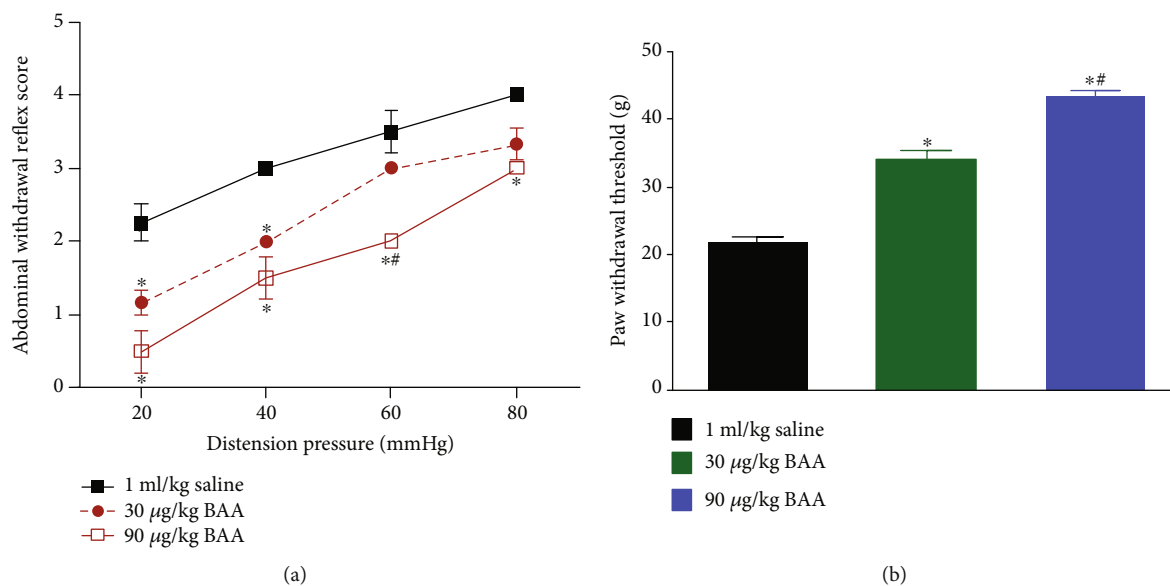 5
4
3
2
1
0
Abdominal withdrawal reflex score
*
*
*
*
*#
*
20
40
60
80
Distension pressure (mmHg)
1 ml/kg saline
30 μg/kg BAA
90 μg/kg BAA
(a)
50
40
30
20
10
0
Paw withdrawal threshold (g)
*
*#
1 ml/kg saline
30 μg/kg BAA
90 μg/kg BAA
(b)